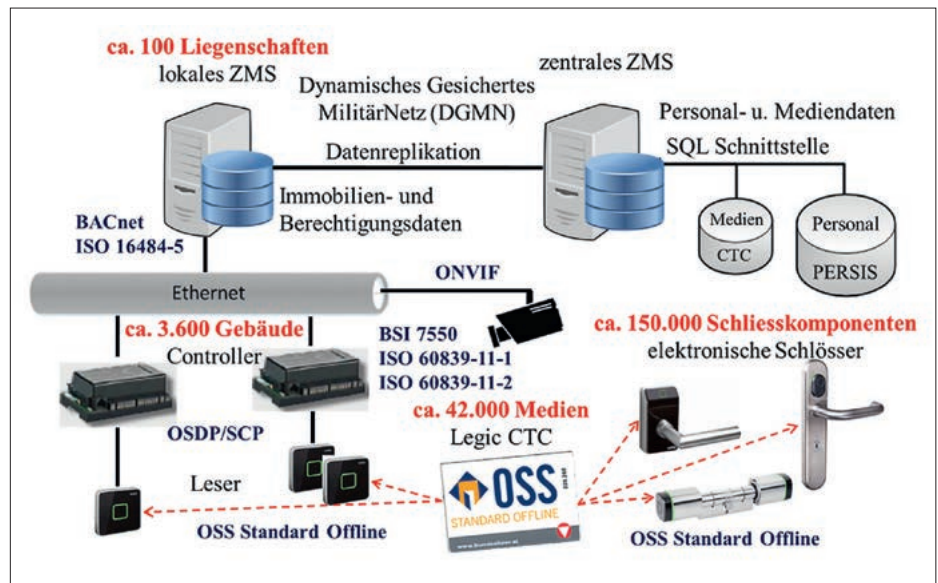 ca. 100 Liegenschaften
lokales ZMS
zentrales ZMS
Dynamisches Gesichertes
MilitärNetz (DGMN)
Personal- u. Mediendaten
SQL Schnittstelle
Datenreplikation
Immobilien- und
Berechtigungsdaten
Medien
CTC
Personal
PERSIS
BACnet
ISO 16484-5
Ethernet
ONVIF
ca. 3.600 Gebäude
Controller
BSI 7550
ISO 60839-11-1
ISO 60839-11-2
ca. 150.000 Schliesskomponenten
elektronische Schlösser
ca. 42.000 Medien
Legic CTC
OSDP/SCP
Leser
OSS
STANDARD OFFLINE
www.bundesheer.at
OSS Standard Offline
OSS Standard Offline